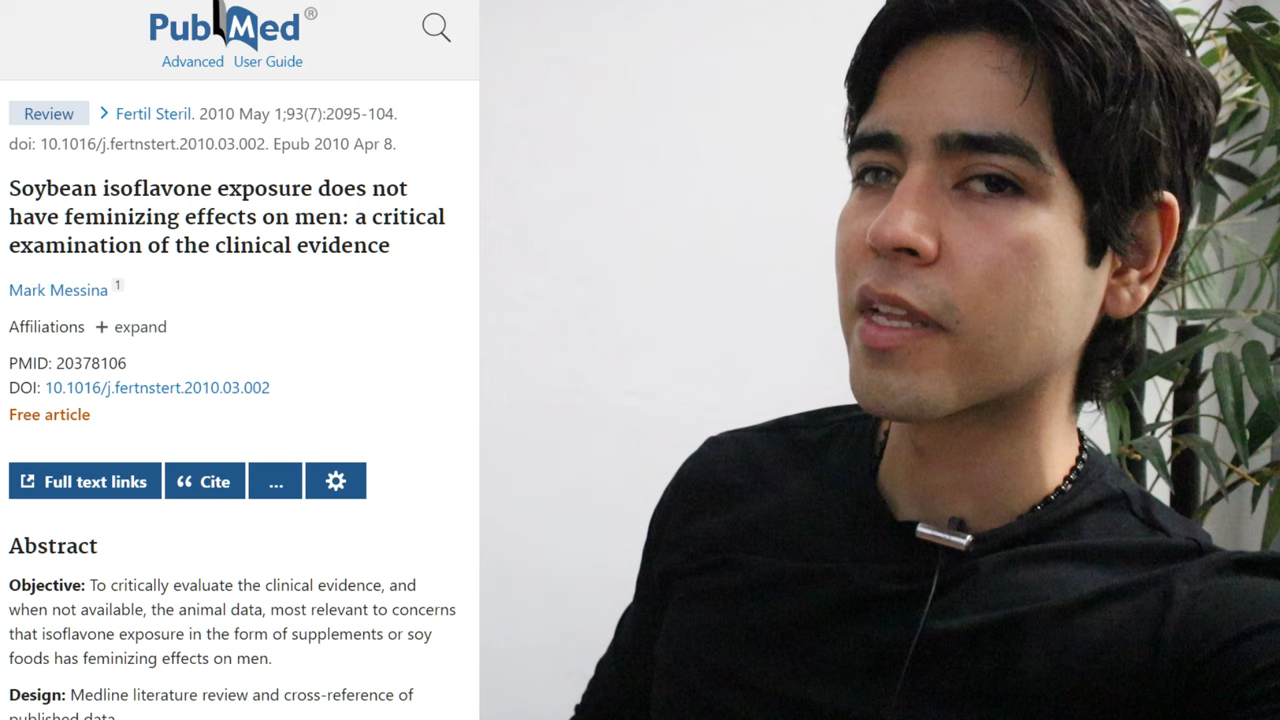 PubMed®
Advanced User Guide
Review > Fertil Steril. 2010 May 1;93(7):2095-104.
doi: 10.1016/j.fertnstert.2010.03.002. Epub 2010 Apr 8.
Soybean isoflavone exposure does not
have feminizing effects on men: a critical
examination of the clinical evidence
Mark Messina 1
Affiliations + expand
PMID: 20378106
DOI: 10.1016/j.fertnstert.2010.03.002
Free article
Full text links Cite ...
Abstract
Objective: To critically evaluate the clinical evidence, and
when not available, the animal data, most relevant to concerns
that isoflavone exposure in the form of supplements or soy
foods has feminizing effects on men.
Design: Medline literature review and cross-reference of
published data.